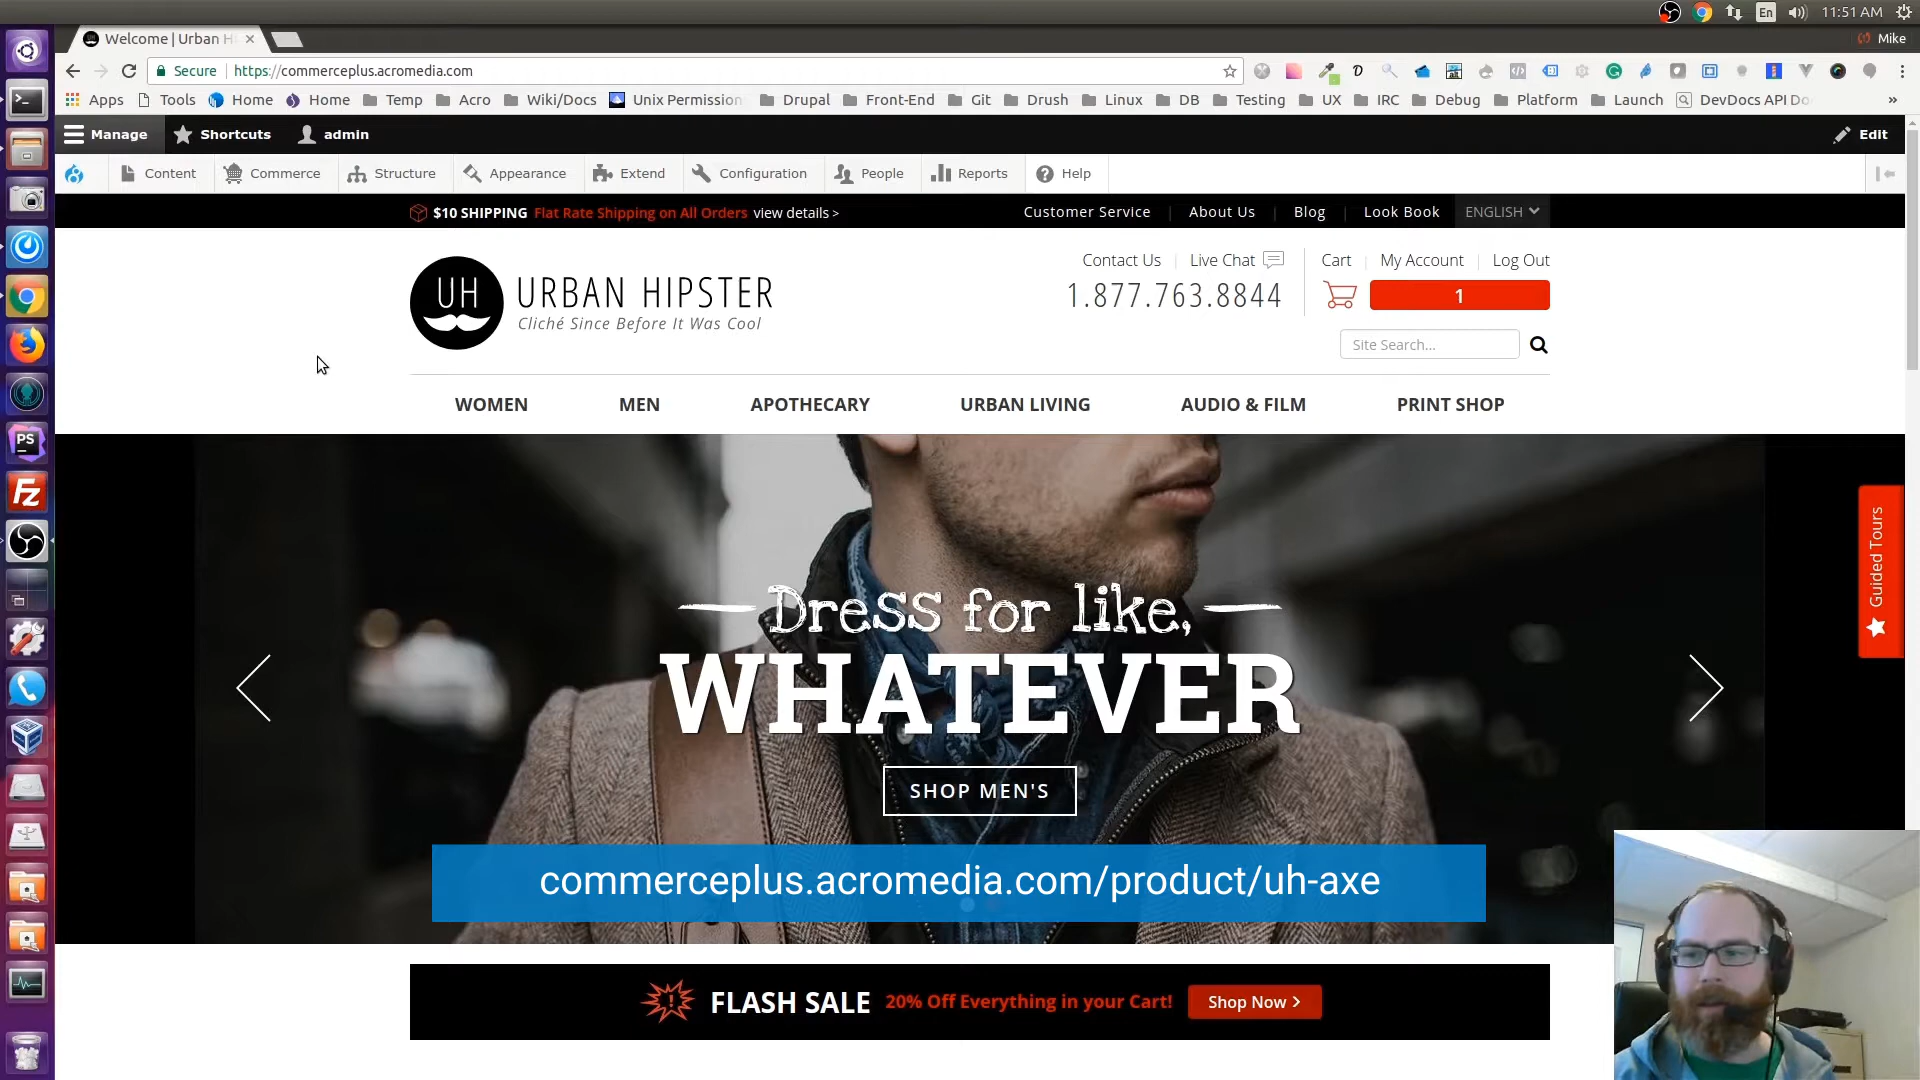 En 11:51 AM
Welcome | Urban H
Mike
Secure https://commerceplus.acromedia.com
Apps Tools Home Home Temp Acro Wiki/Docs Unix Permission Drupal Front-End Git Drush Linux DB Testing UX IRC Debug Platform Launch DevDocs API Do »
Manage Shortcuts admin Edit
Content Commerce Structure Appearance Extend Configuration People Reports Help
$10 SHIPPING Flat Rate Shipping on All Orders view details > Customer Service About Us Blog Look Book ENGLISH
Contact Us Live Chat Cart My Account Log Out
UH URBAN HIPSTER
1.877.763.8844 1
Cliché Since Before It Was Cool
Site Search...
WOMEN MEN APOTHECARY URBAN LIVING AUDIO & FILM PRINT SHOP
PS
Fz
Guided Tours
Dress for like,
WHATEVER
SHOP MEN'S
commerceplus.acromedia.com/product/uh-axe
FLASH SALE 20% Off Everything in your Cart! Shop Now >